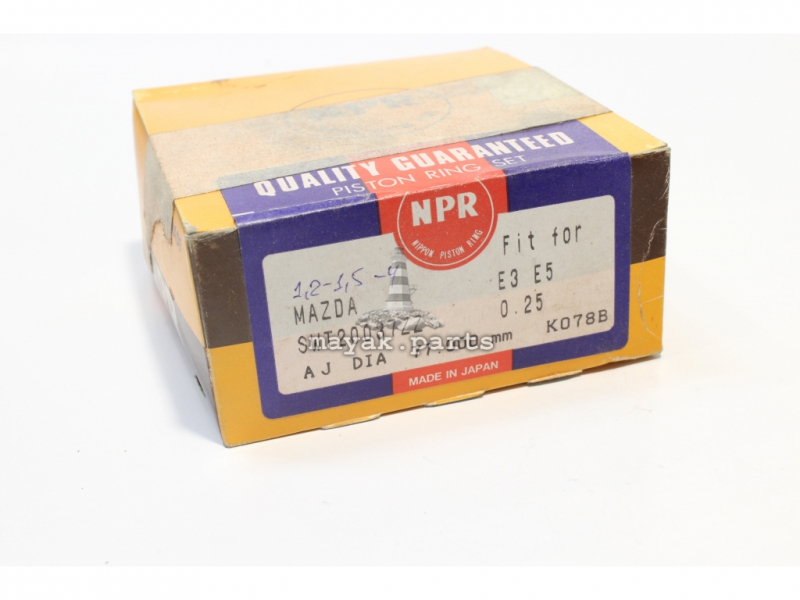 QUALITY GUARANTEED
PISTON RING SET
NPR
NIPPON PISTON RING
Fit for
1,2-1,5-4
MAZDA
E3 E5
0.25
AJ DIA mm
K078B
MADE IN JAPAN
mayak.parts